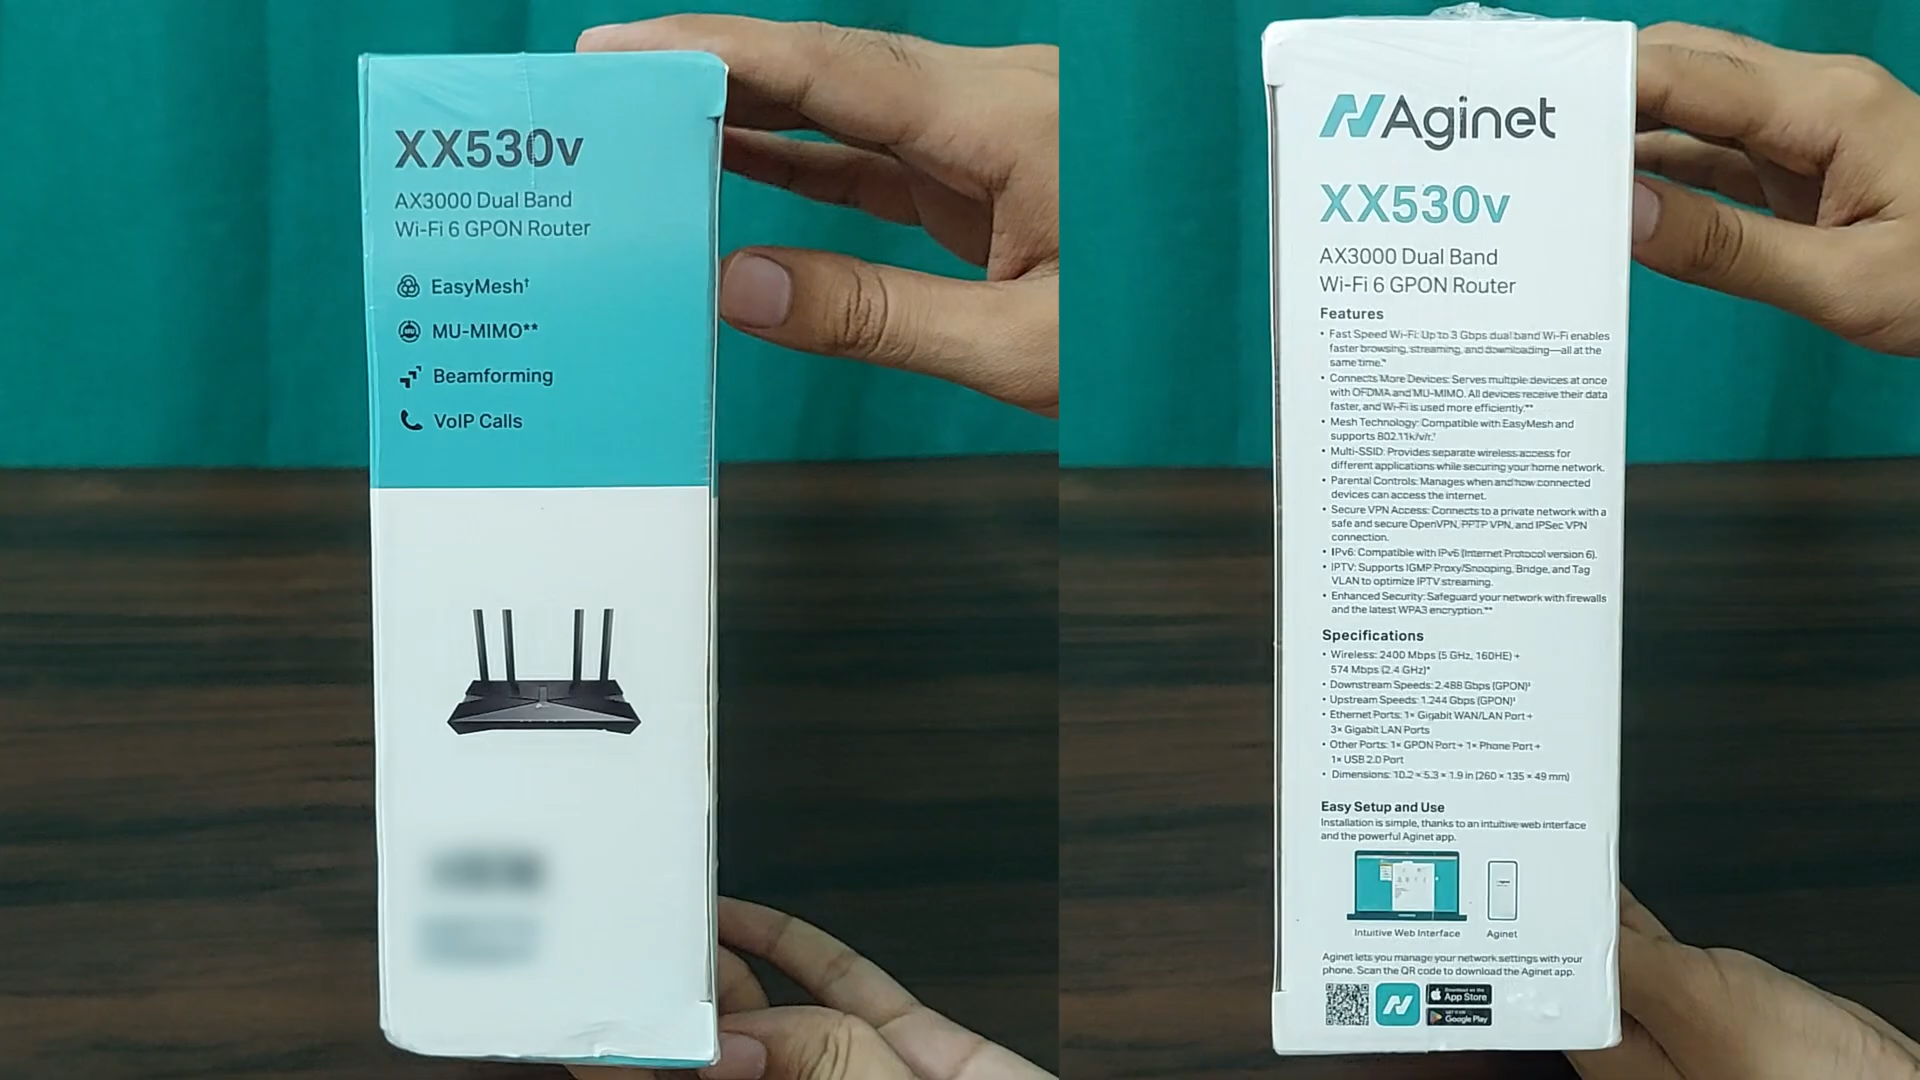 XX530v
AX3000 Dual Band
Wi-Fi 6 GPON Router
EasyMesh†
MU-MIMO**
Beamforming
VoIP Calls
Aginet
XX530v
AX3000 Dual Band
Wi-Fi 6 GPON Router
Features
• Fast Speed Wi-Fi: Up to 3 Gbps dual band Wi-Fi enables
faster browsing, streaming, and downloading—all at the
same time.*
• Connects More Devices: Serves multiple devices at once
with OFDMA and MU-MIMO. All devices receive their data
faster, and Wi-Fi is used more efficiently.**
• Mesh Technology: Compatible with EasyMesh and
supports 802.11k/v/r.†
• Multi-SSID: Provides separate wireless access for
different applications while securing your home network.
• Parental Controls: Manages when and how connected
devices can access the internet.
• Secure VPN Access: Connects to a private network with a
safe and secure OpenVPN, PPTP VPN, and IPSec VPN
connection.
• IPv6: Compatible with IPv6 (Internet Protocol version 6).
• IPTV: Supports IGMP Proxy/Snooping, Bridge, and Tag
VLAN to optimize IPTV streaming.
• Enhanced Security: Safeguard your network with firewalls
and the latest WPA3 encryption.**
Specifications
• Wireless: 2400 Mbps (5 GHz, 160HE) +
574 Mbps (2.4 GHz)*
• Downstream Speeds: 2.488 Gbps (GPON)‡
• Upstream Speeds: 1.244 Gbps (GPON)‡
• Ethernet Ports: 1× Gigabit WAN/LAN Port +
3× Gigabit LAN Ports
• Other Ports: 1× GPON Port + 1× Phone Port +
1× USB 2.0 Port
• Dimensions: 10.2 × 5.3 × 1.9 in (260 × 135 × 49 mm)
Easy Setup and Use
Installation is simple, thanks to an intuitive web interface
and the powerful Aginet app.
Intuitive Web Interface
Aginet
Aginet lets you manage your network settings with your
phone. Scan the QR code to download the Aginet app.
Download on the
App Store
GET IT ON
Google Play